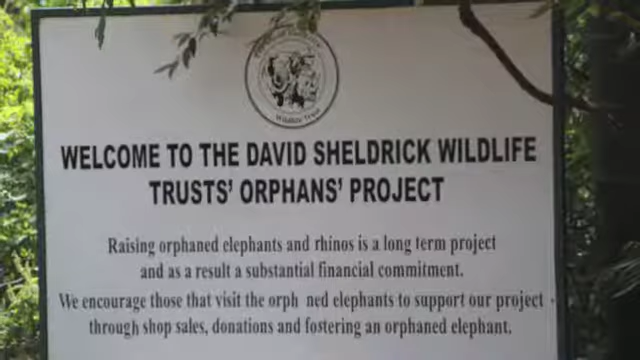 Wildlife Trust
WELCOME TO THE DAVID SHELDRICK WILDLIFE
TRUSTS' ORPHANS' PROJECT
Raising orphaned elephants and rhinos is a long term project
and as a result a substantial financial commitment.
We encourage those that visit the orph ned elephants to support our project
through shop sales, donations and fostering an orphaned elephant.